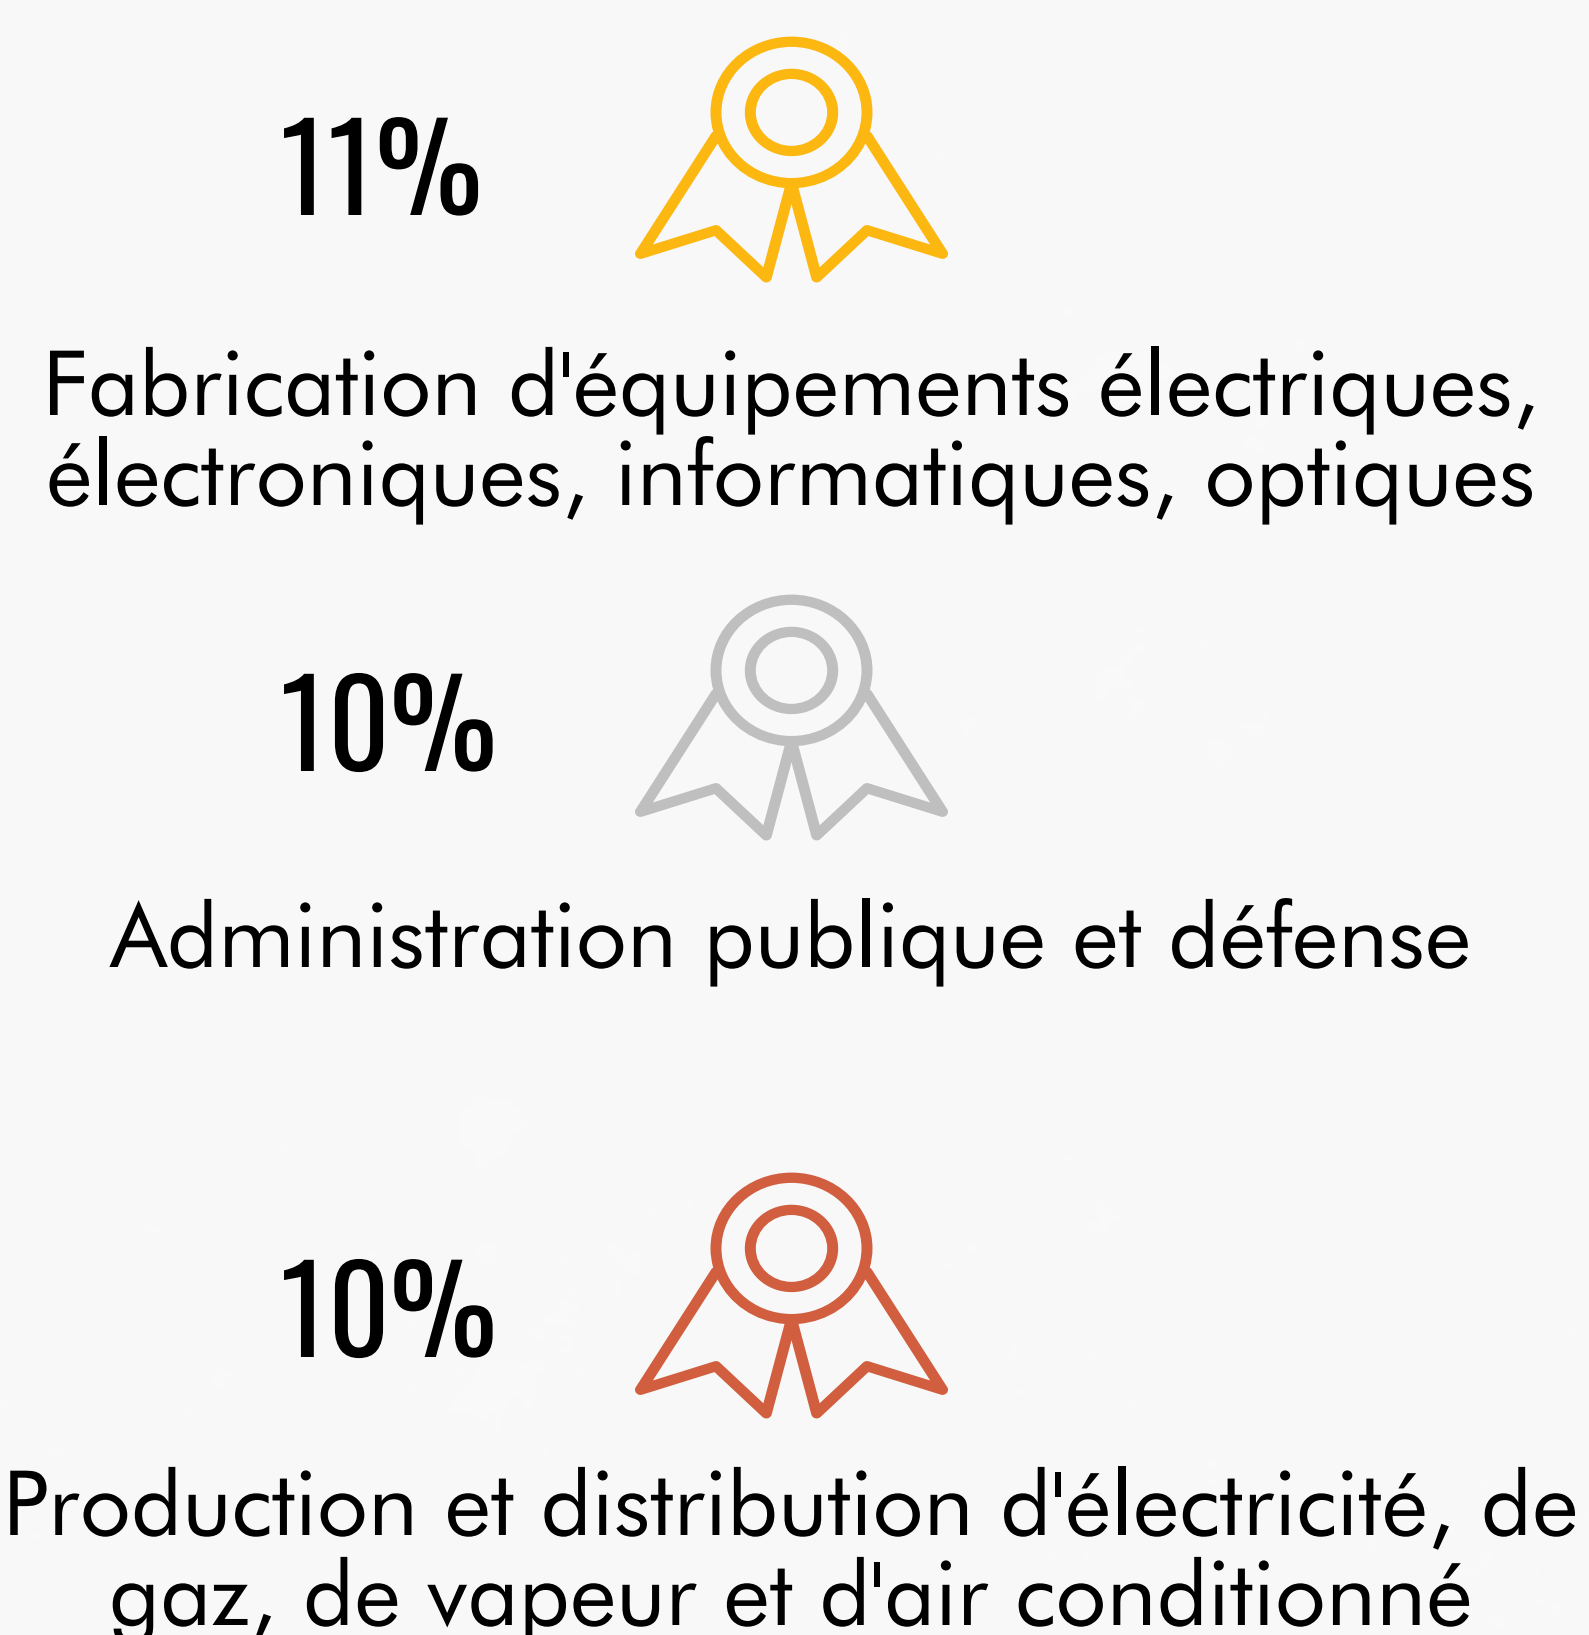 11%
Fabrication d'équipements électriques,
électroniques, informatiques, optiques
10%
Administration publique et défense
10%
Production et distribution d'électricité, de
gaz, de vapeur et d'air conditionné